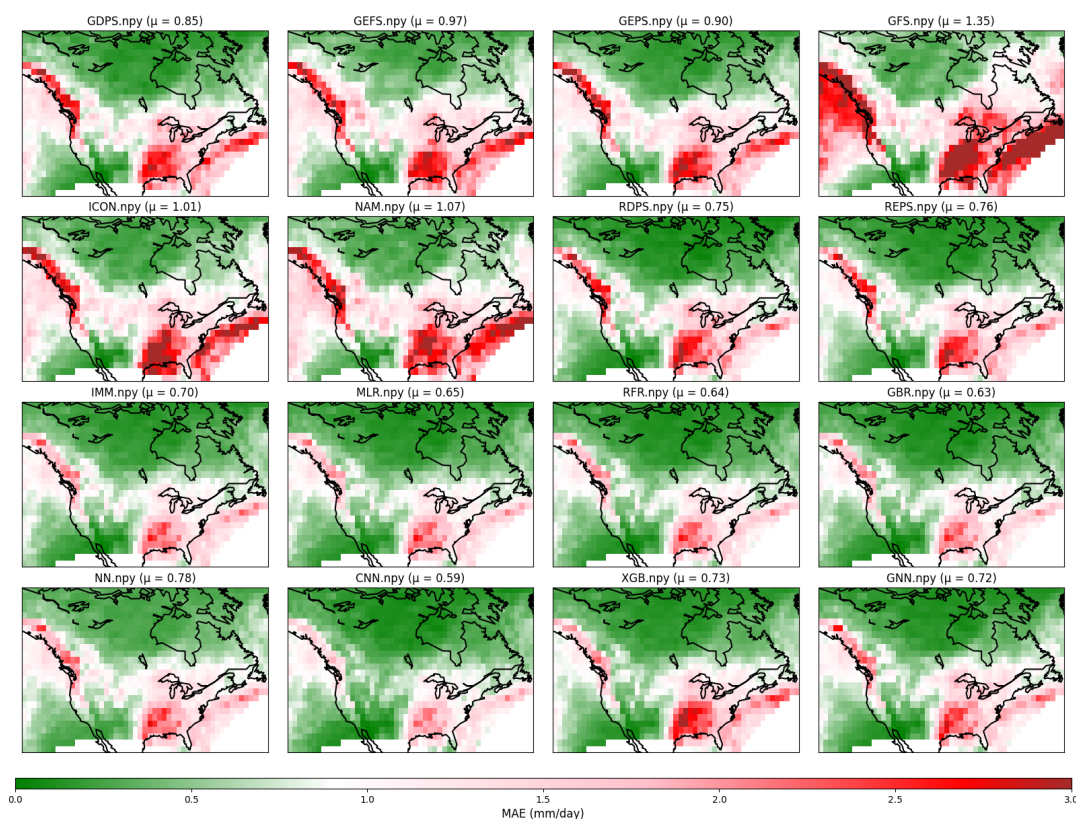 GDPS.npy (μ = 0.85)
GEFS.npy (μ = 0.97)
GEPS.npy (μ = 0.90)
GFS.npy (μ = 1.35)
ICON.npy (μ = 1.01)
NAM.npy (μ = 1.07)
RDPS.npy (μ = 0.75)
REPS.npy (μ = 0.76)
IMM.npy (μ = 0.70)
MLR.npy (μ = 0.65)
RFR.npy (μ = 0.64)
GBR.npy (μ = 0.63)
NN.npy (μ = 0.78)
CNN.npy (μ = 0.59)
XGB.npy (μ = 0.73)
GNN.npy (μ = 0.72)
0.0 0.5 1.0 1.5 2.0 2.5 3.0
MAE (mm/day)